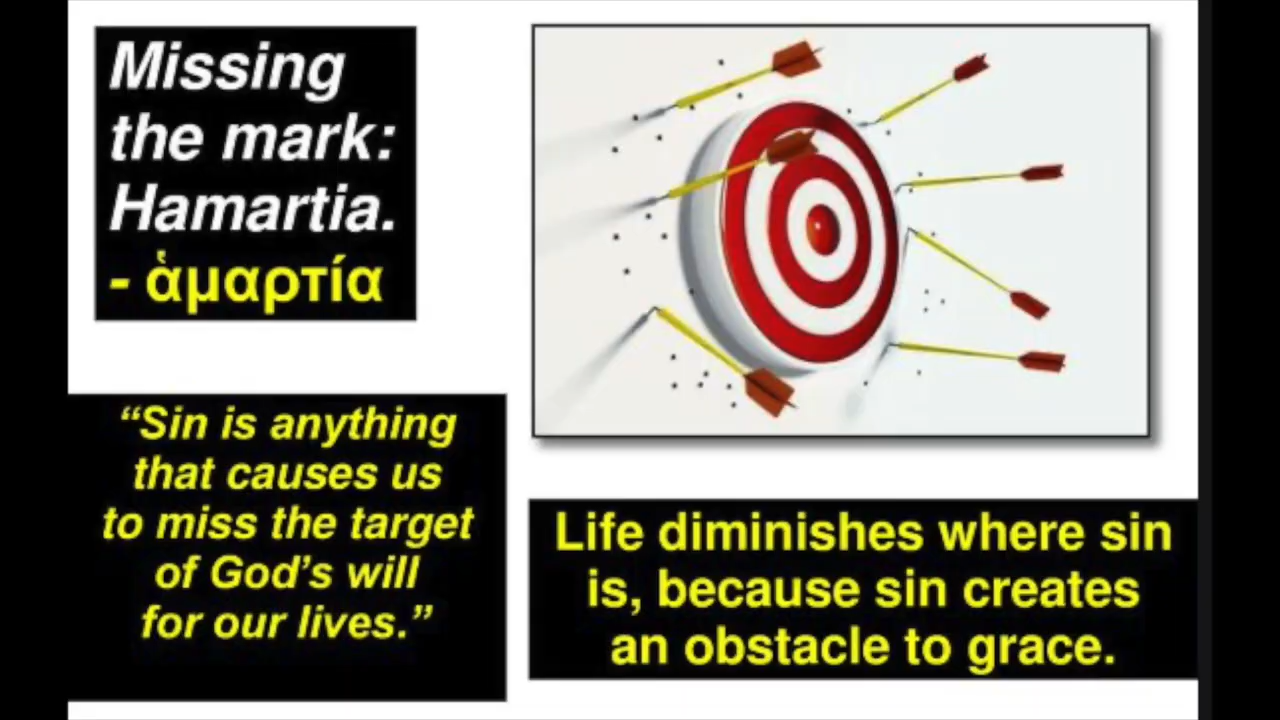 Missing
the mark:
Hamartia.
- ἁμαρτία
“Sin is anything
that causes us
to miss the target
of God’s will
for our lives.”
Life diminishes where sin
is, because sin creates
an obstacle to grace.